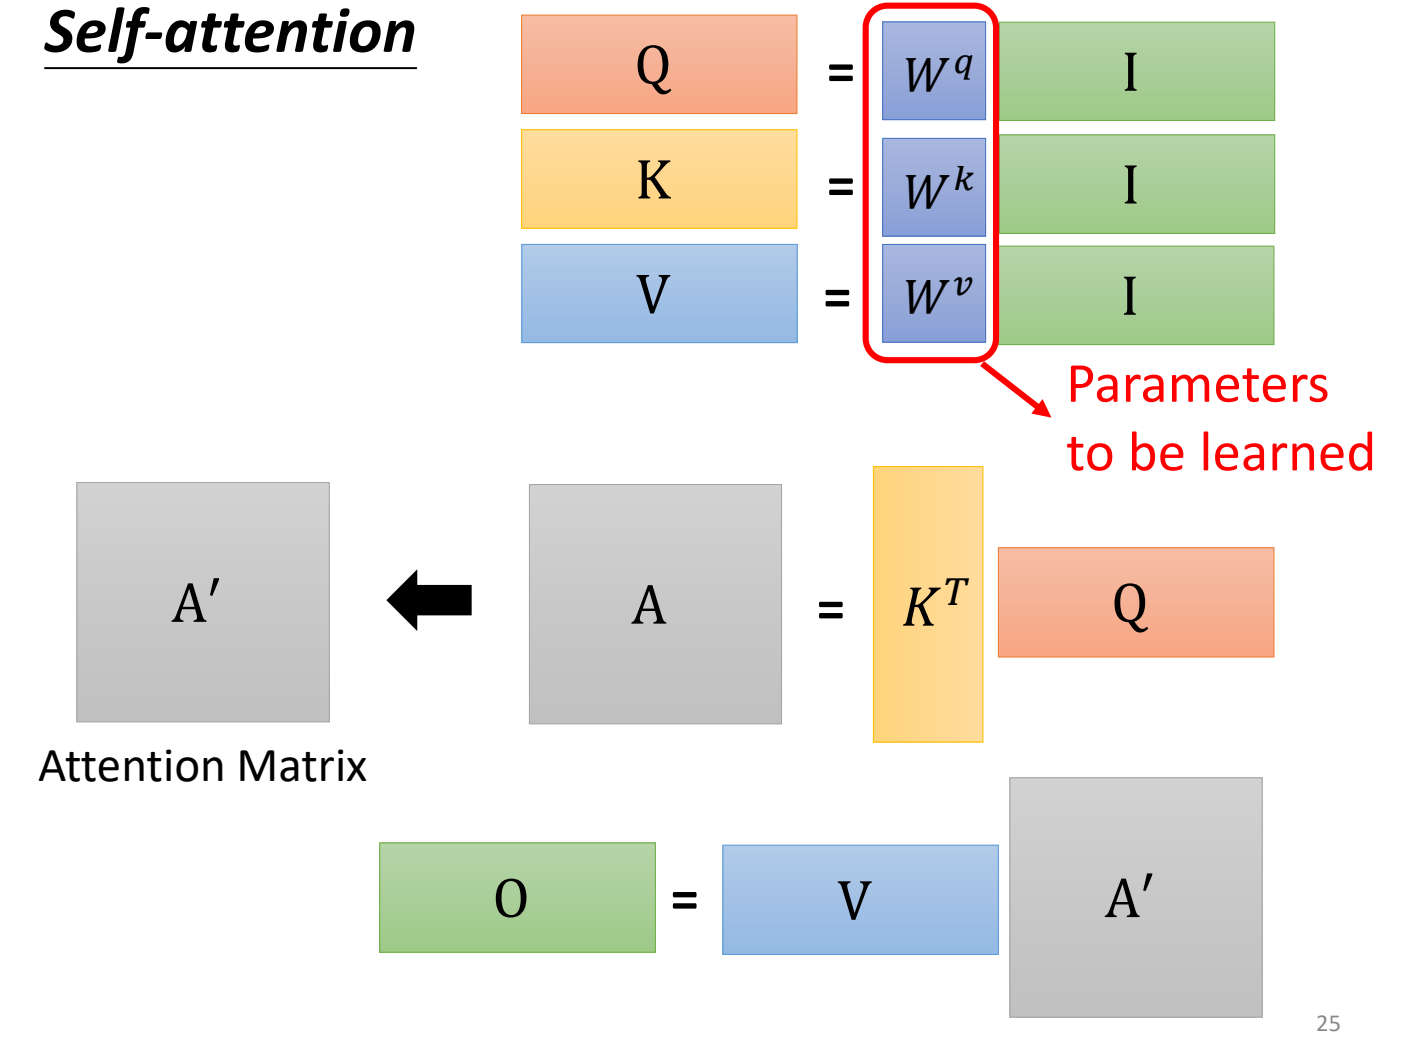 Self-attention
Q = W^q I
K = W^k I
V = W^v I
Parameters
to be learned
A′ A = K^T Q
Attention Matrix
O = V A′
25